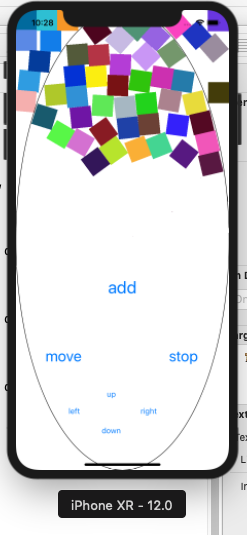 10:28
add
move stop
up
left right
down
iPhone XR - 12.0